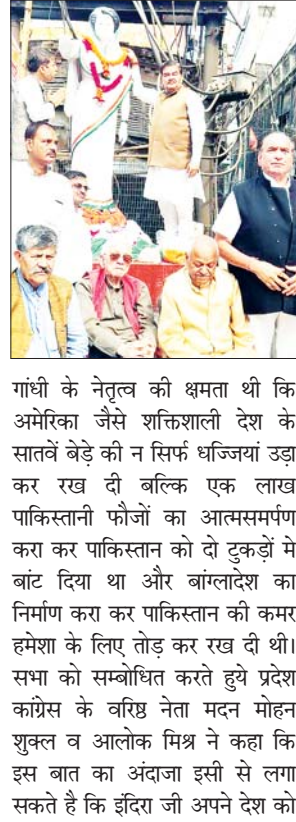 गांधी के नेतृत्व की क्षमता थी कि
अमेरिका जैसे शक्तिशाली देश के
सातवें बेड़े की न सिर्फ धज्जियां उड़ा
कर रख दी बल्कि एक लाख
पाकिस्तानी फौजों का आत्मसमर्पण
करा कर पाकिस्तान को दो टुकड़ों मे
बांट दिया था और बांग्लादेश का
निर्माण करा कर पाकिस्तान की कमर
हमेशा के लिए तोड़ कर रख दी थी।
सभा को सम्बोधित करते हुये प्रदेश
कांग्रेस के वरिष्ठ नेता मदन मोहन
शुक्ल व आलोक मिश्र ने कहा कि
इस बात का अंदाजा इसी से लगा
सकते है कि इंदिरा जी अपने देश को